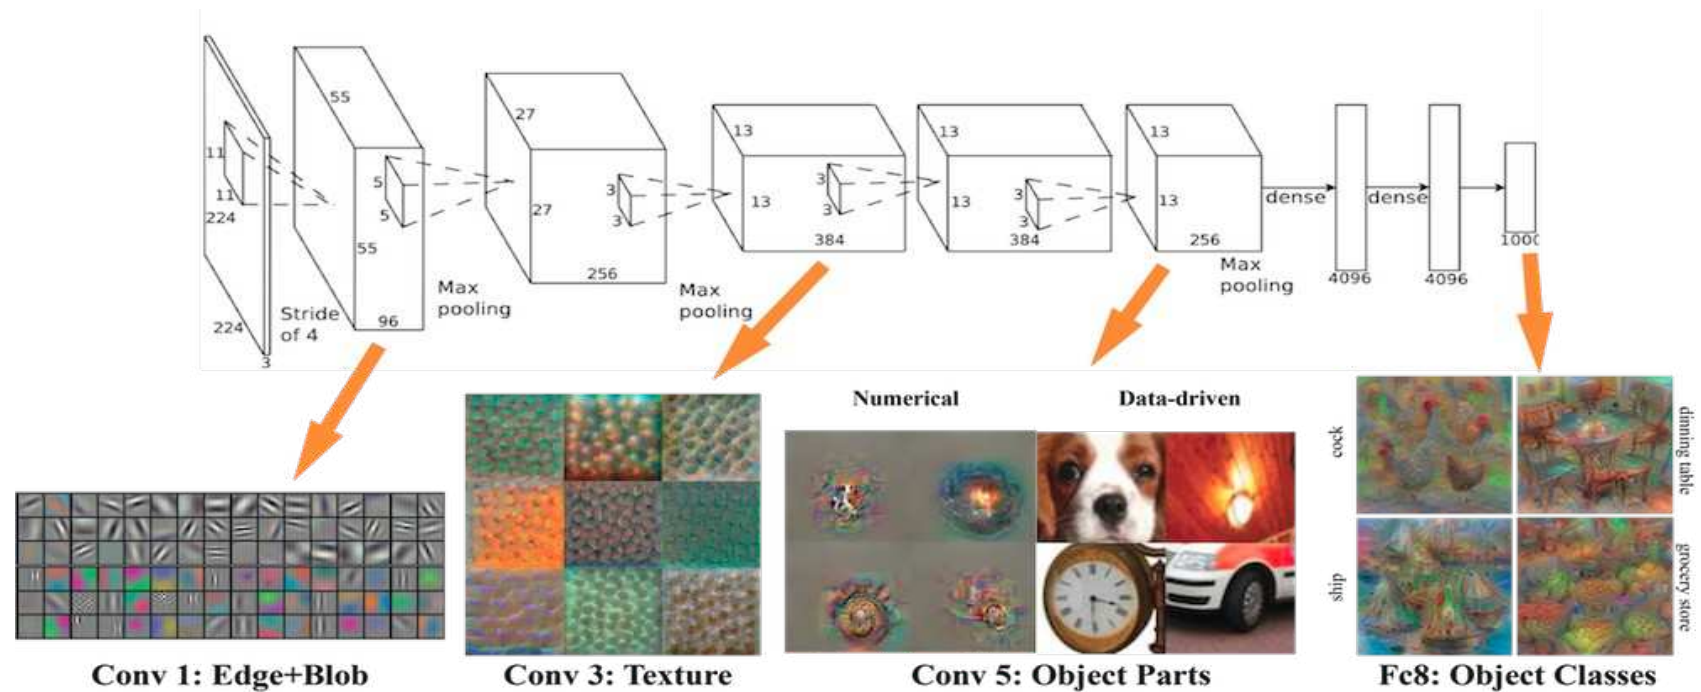 11
11
224
224
3
Stride
of 4
55
55
5
5
96
Max
pooling
27
27
3
3
256
Max
pooling
13
13
3
3
384
13
13
3
3
384
13
13
256
Max
pooling
dense
4096
dense
4096
1000
Numerical
Data-driven
cock
dinning table
ship
grocery store
Conv 1: Edge+Blob
Conv 3: Texture
Conv 5: Object Parts
Fc8: Object Classes